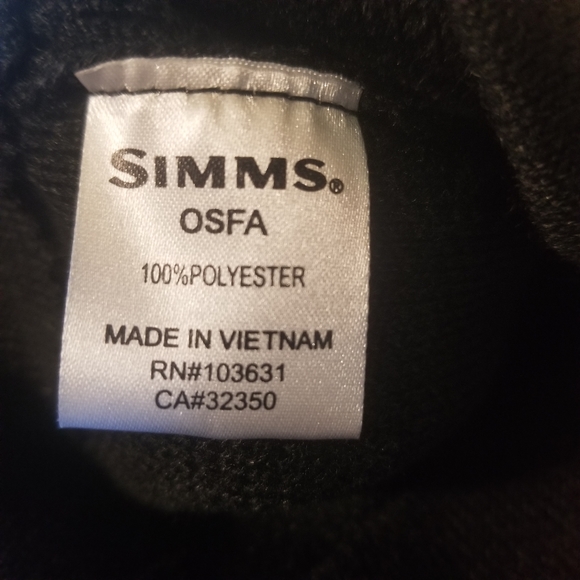 SIMMS®
OSFA
100%POLYESTER
MADE IN VIETNAM
RN#103631
CA#32350